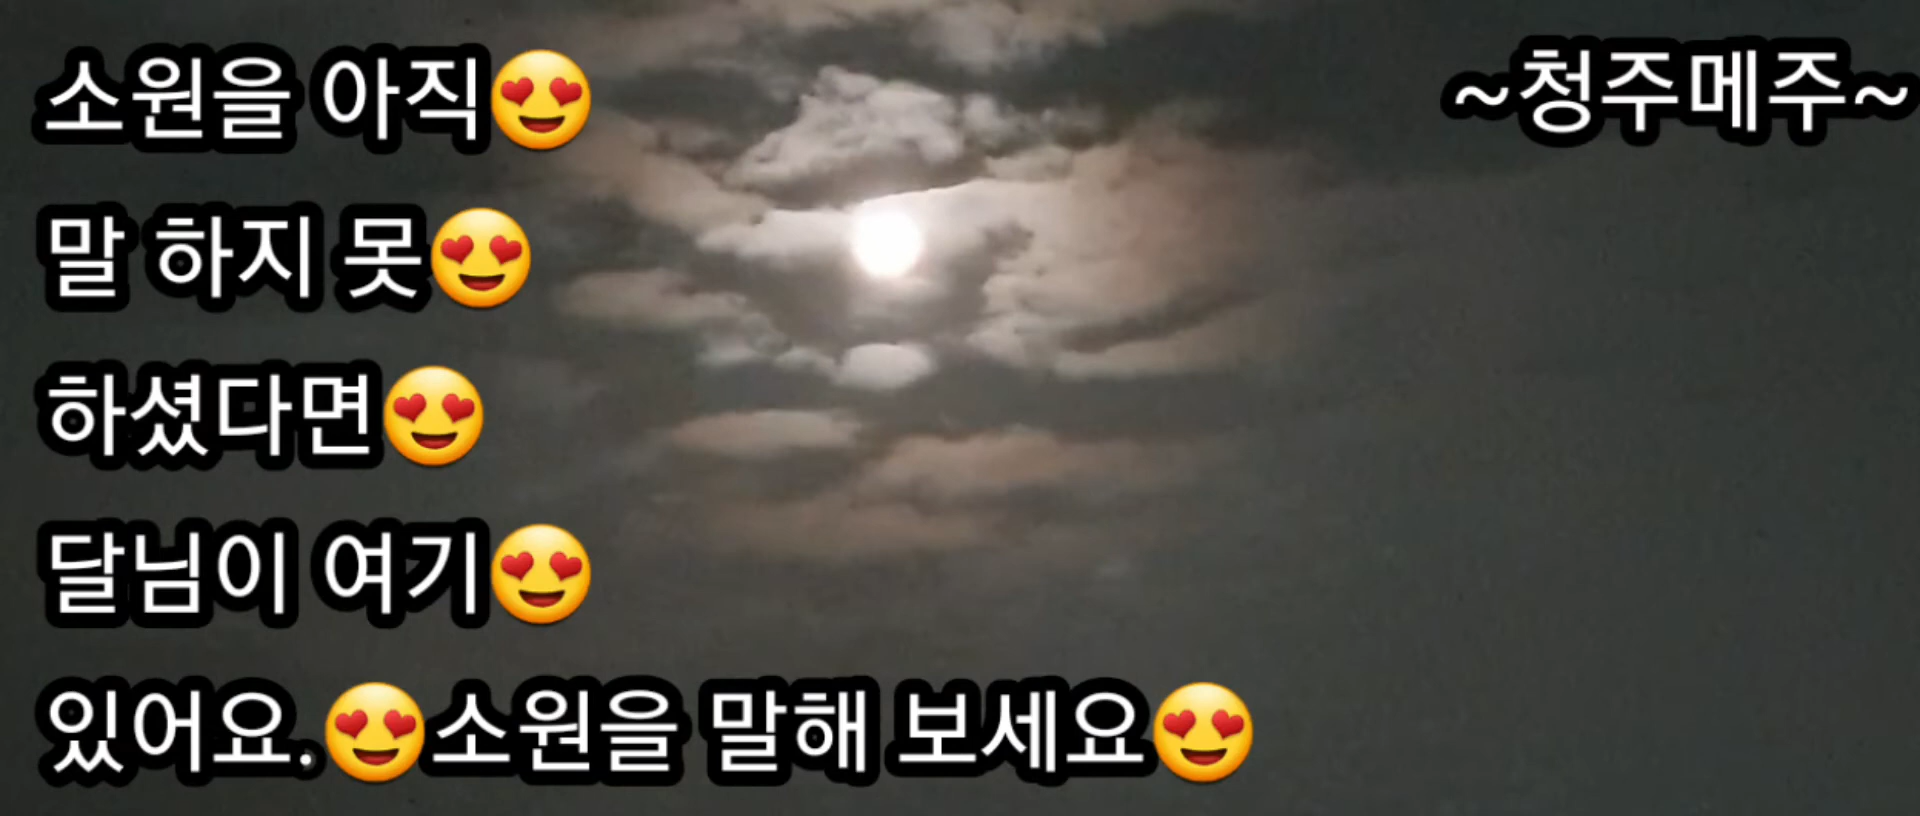 소원을 아직😍
~청주메주~
말 하지 못😍
하셨다면😍
달님이 여기😍
있어요.😍소원을 말해 보세요😍